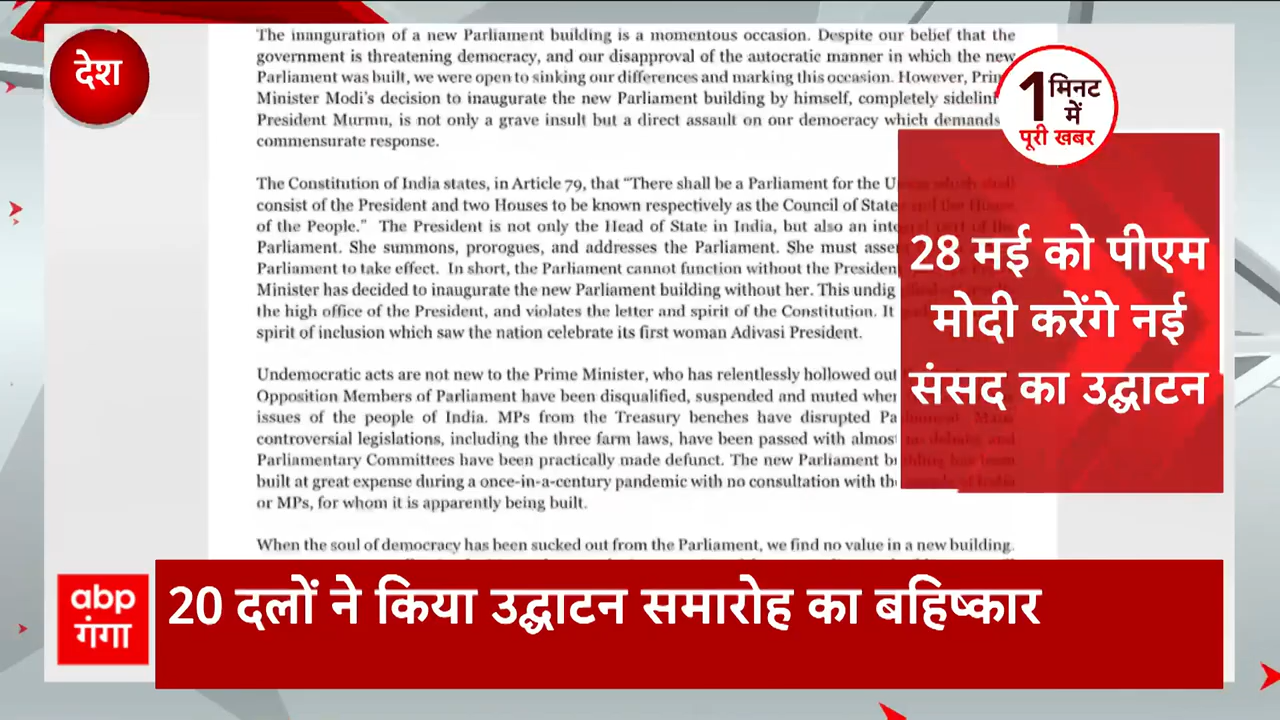 देश
The inauguration of a new Parliament building is a momentous occasion. Despite our belief that the
government is threatening democracy, and our disapproval of the autocratic manner in which the new
Parliament was built, we were open to sinking our differences and marking this occasion. However,
Minister Modi's decision to inaugurate the new Parliament building by himself, completely
President Murmu, is not only a grave insult but a direct assault on our democracy which demands
commensurate response.
The Constitution of India states, in Article 79, that "There shall be a Parliament for the
consist of the President and two Houses to be known respectively as the Council of State
of the People." The President is not only the Head of State in India, but also an
Parliament. She summons, prorogues, and addresses the Parliament. She must
Parliament to take effect. In short, the Parliament cannot function without the
Minister has decided to inaugurate the new Parliament building without her. This
the high office of the President, and violates the letter and spirit of the Constitution. It
spirit of inclusion which saw the nation celebrate its first woman Adivasi President.
Undemocratic acts are not new to the Prime Minister, who has relentlessly hollowed out
Opposition Members of Parliament have been disqualified, suspended and muted
issues of the people of India. MPs from the Treasury benches have disrupted
controversial legislations, including the three farm laws, have been passed with almost
Parliamentary Committees have been practically made defunct. The new Parliament
built at great expense during a once-in-a-century pandemic with no consultation with
or MPs, for whom it is apparently being built.
When the soul of democracy has been sucked out from the Parliament, we find no value in a new building.
1 मिनट
में
पूरी खबर
28 मई को पीएम
मोदी करेंगे नई
संसद का उद्घाटन
abp
गंगा
20 दलों ने किया उद्घाटन समारोह का बहिष्कार